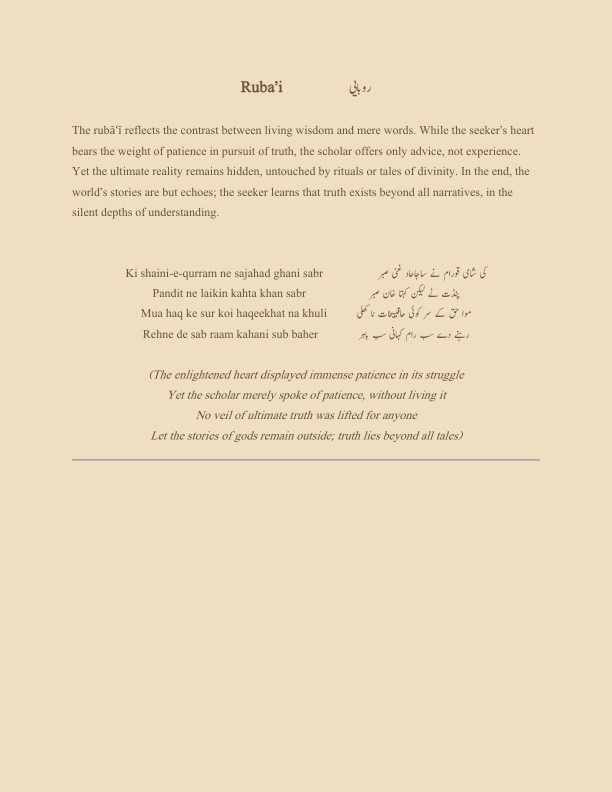 Ruba’i روبايي
The rubā‘ī reflects the contrast between living wisdom and mere words. While the seeker’s heart
bears the weight of patience in pursuit of truth, the scholar offers only advice, not experience.
Yet the ultimate reality remains hidden, untouched by rituals or tales of divinity. In the end, the
world’s stories are but echoes; the seeker learns that truth exists beyond all narratives, in the
silent depths of understanding.
Ki shaini-e-qurram ne sajahad ghani sabr کی شای قورام نے ساجاحاد غنی صبر
Pandit ne laikin kahta khan sabr پنڈت نے لیکن کہتا خان صبر
Mua haq ke sur koi haqeekhat na khuli موا حق کے سر کوئی نا کھلی
Rehne de sab raam kahani sub baher رہنے دے سب رام کہانی سب باہر
(The enlightened heart displayed immense patience in its struggle
Yet the scholar merely spoke of patience, without living it
No veil of ultimate truth was lifted for anyone
Let the stories of gods remain outside; truth lies beyond all tales)